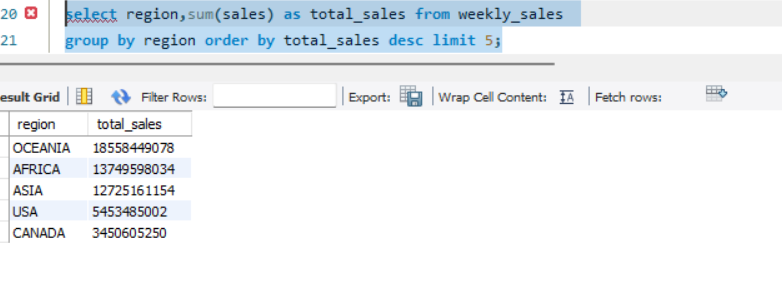 20 select region,sum(sales) as total_sales from weekly_sales
21 group by region order by total_sales desc limit 5;
esult Grid Filter Rows: Export: Wrap Cell Content: IA Fetch rows:
region total_sales
OCEANIA 18558449078
AFRICA 13749598034
ASIA 12725161154
USA 5453485002
CANADA 3450605250